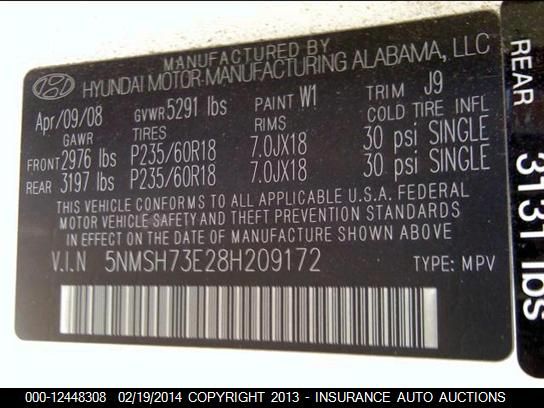 MANUFACTURED BY
HYUNDAI MOTOR MANUFACTURING ALABAMA, LLC
Apr/09/08 GVWR 5291 lbs PAINT W1 TRIM J9
GAWR TIRES RIMS COLD TIRE INFL
FRONT 2976 lbs P235/60R18 7.0JX18 30 psi SINGLE
REAR 3197 lbs P235/60R18 7.0JX18 30 psi SINGLE
THIS VEHICLE CONFORMS TO ALL APPLICABLE U.S.A. FEDERAL
MOTOR VEHICLE SAFETY AND THEFT PREVENTION STANDARDS
IN EFFECT ON THE DATE OF MANUFACTURE SHOWN ABOVE
V.I.N 5NMSH73E28H209172 TYPE: MPV
REAR 3131 lbs
000-12448308 02/19/2014 COPYRIGHT 2013 - INSURANCE AUTO AUCTIONS